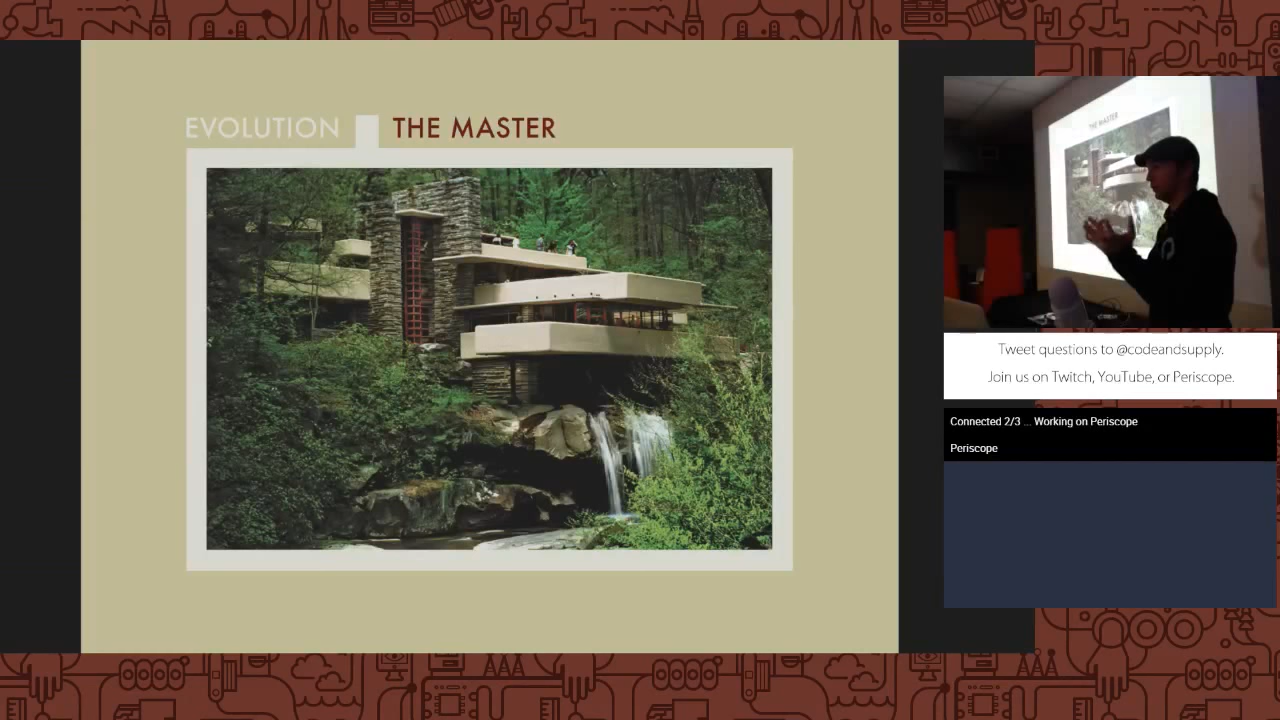 EVOLUTION THE MASTER
THE MASTER
Tweet questions to @codeandsupply.
Join us on Twitch, YouTube, or Periscope.
Connected 2/3 ... Working on Periscope
Periscope